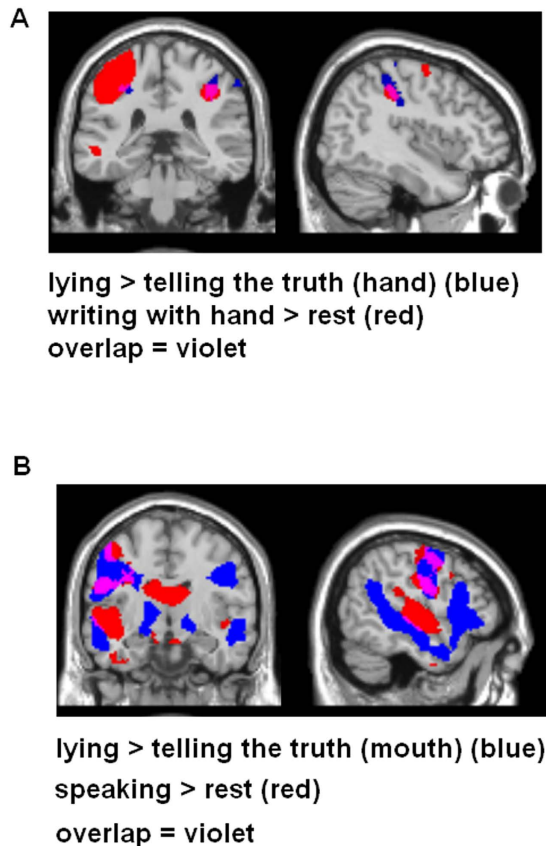 A
lying > telling the truth (hand) (blue)
writing with hand > rest (red)
overlap = violet
B
lying > telling the truth (mouth) (blue)
speaking > rest (red)
overlap = violet